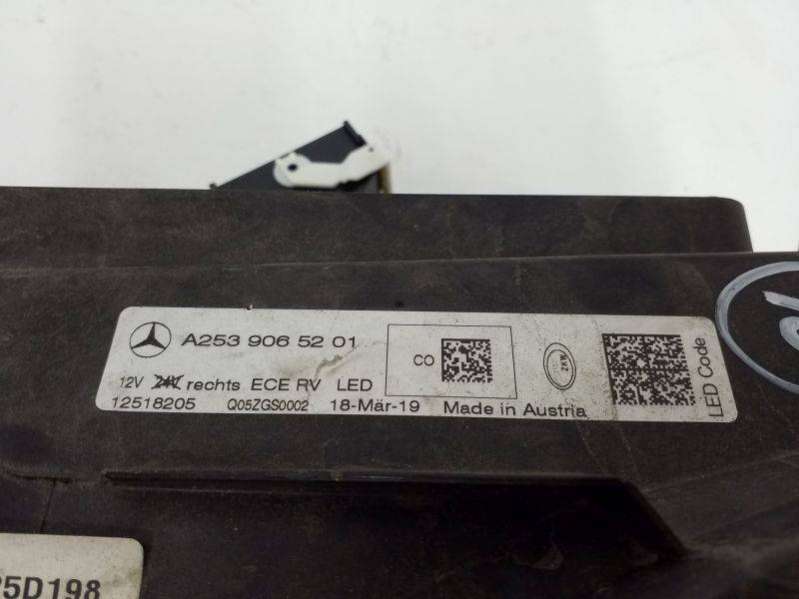 A253 906 52 01
12V 24V rechts ECE RV LED
12518205 Q05ZGS0002 18-Mär-19 Made in Austria
CO
LED Code
25D198